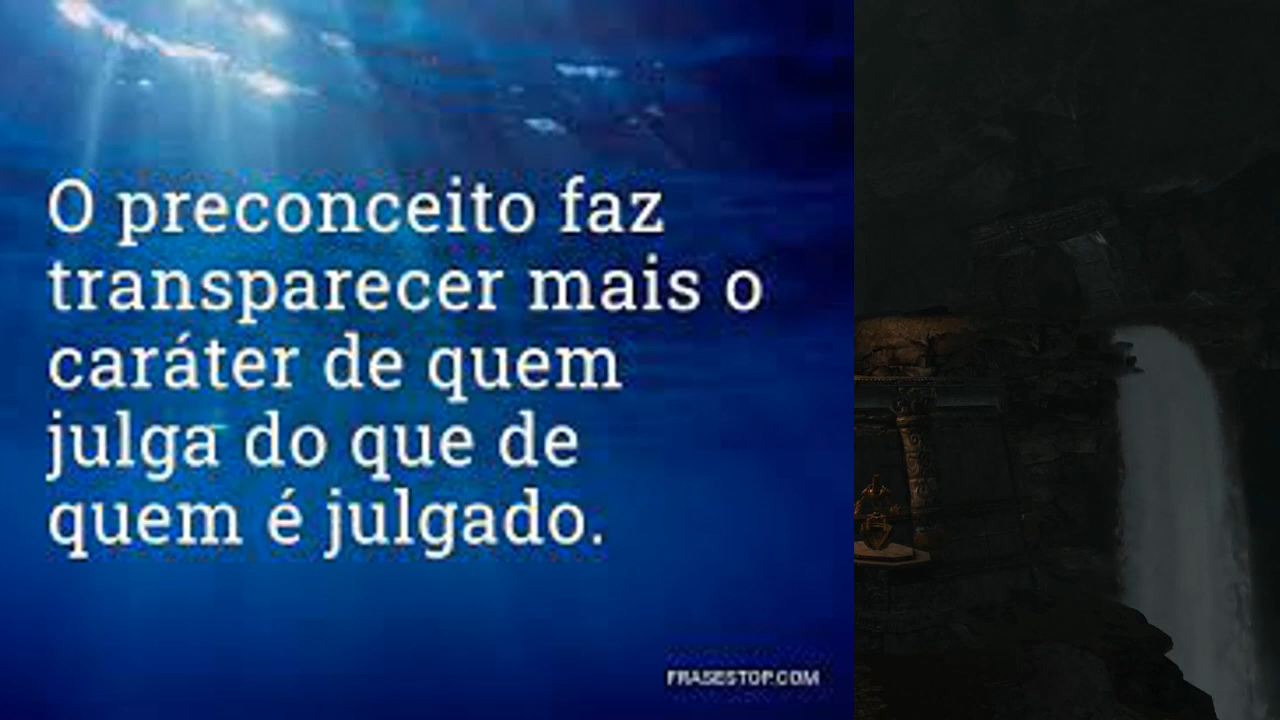 O preconceito faz
transparecer mais o
caráter de quem
julga do que de
quem é julgado.
FRASESTOP.COM